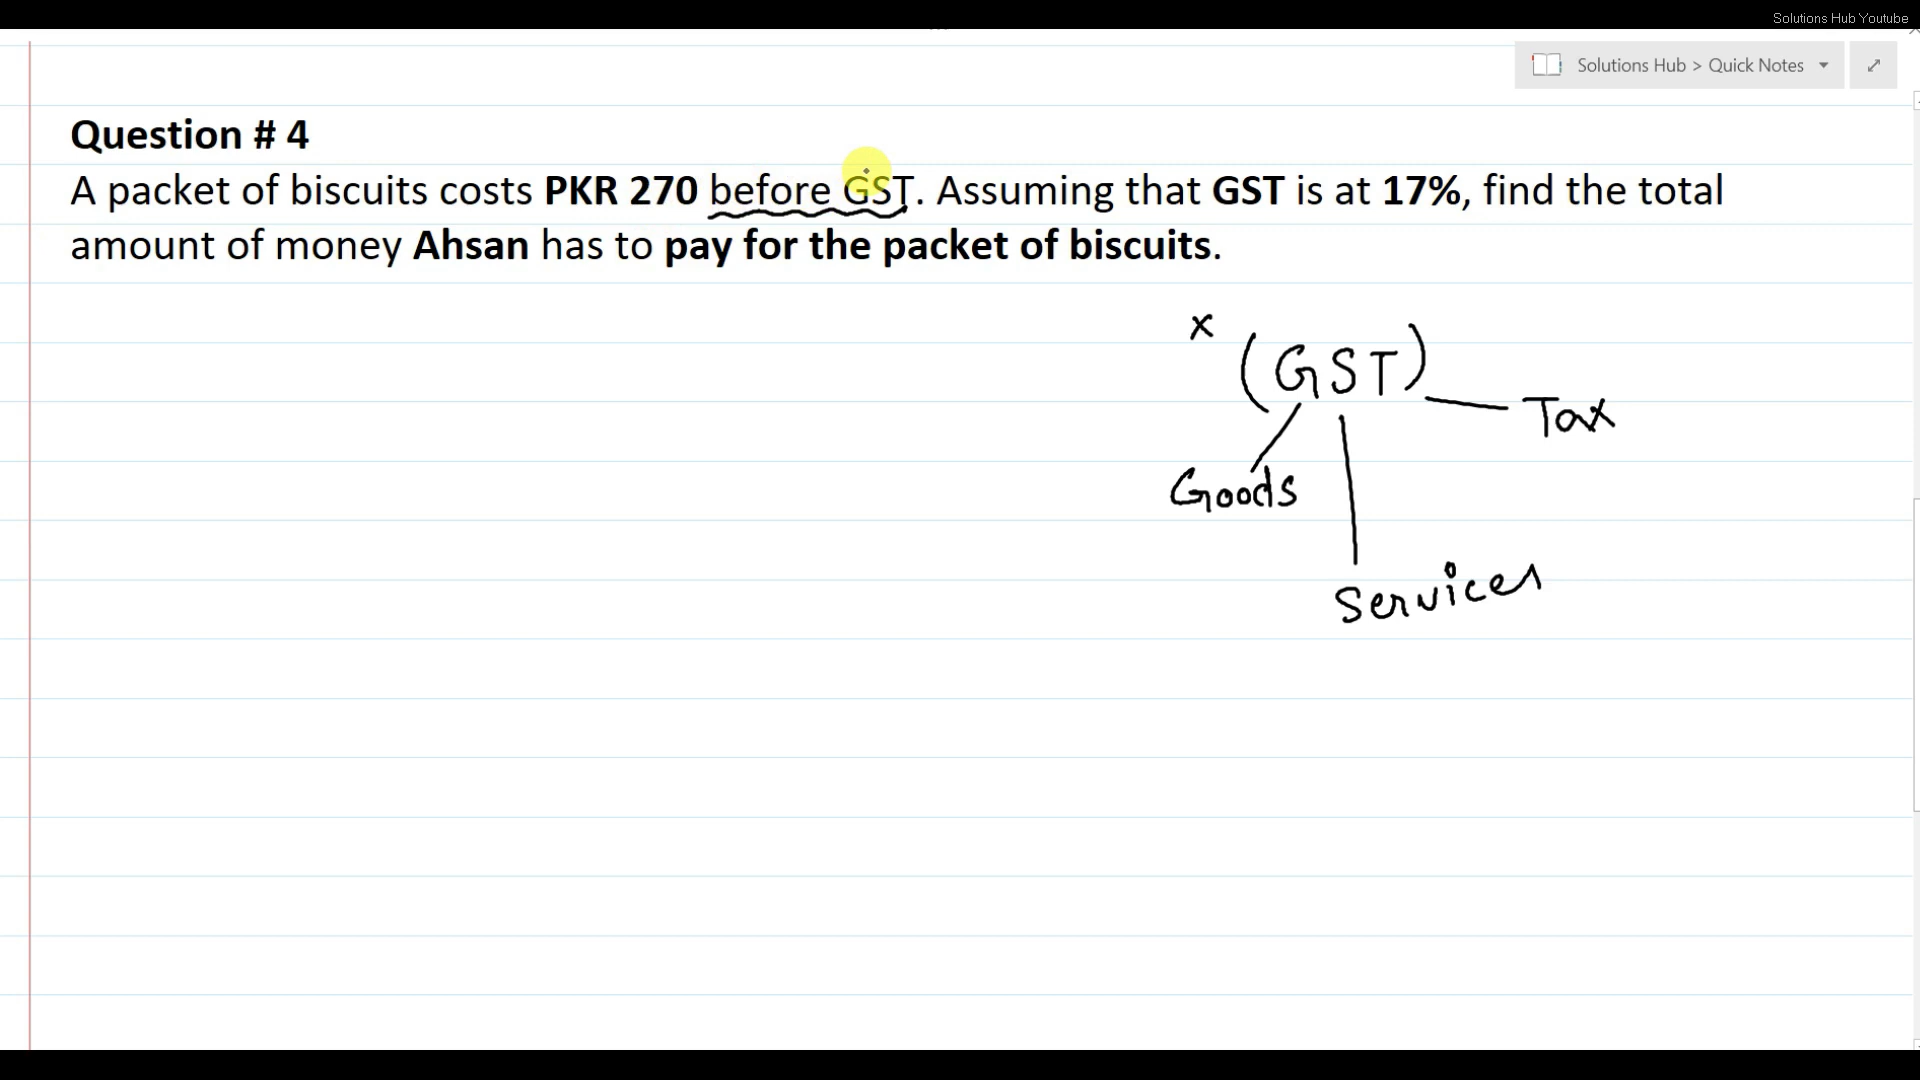 Solutions Hub Youtube
Solutions Hub > Quick Notes
Question # 4
A packet of biscuits costs PKR 270 before GST. Assuming that GST is at 17%, find the total
amount of money Ahsan has to pay for the packet of biscuits.
x
(GST)
Tax
Goods
Services